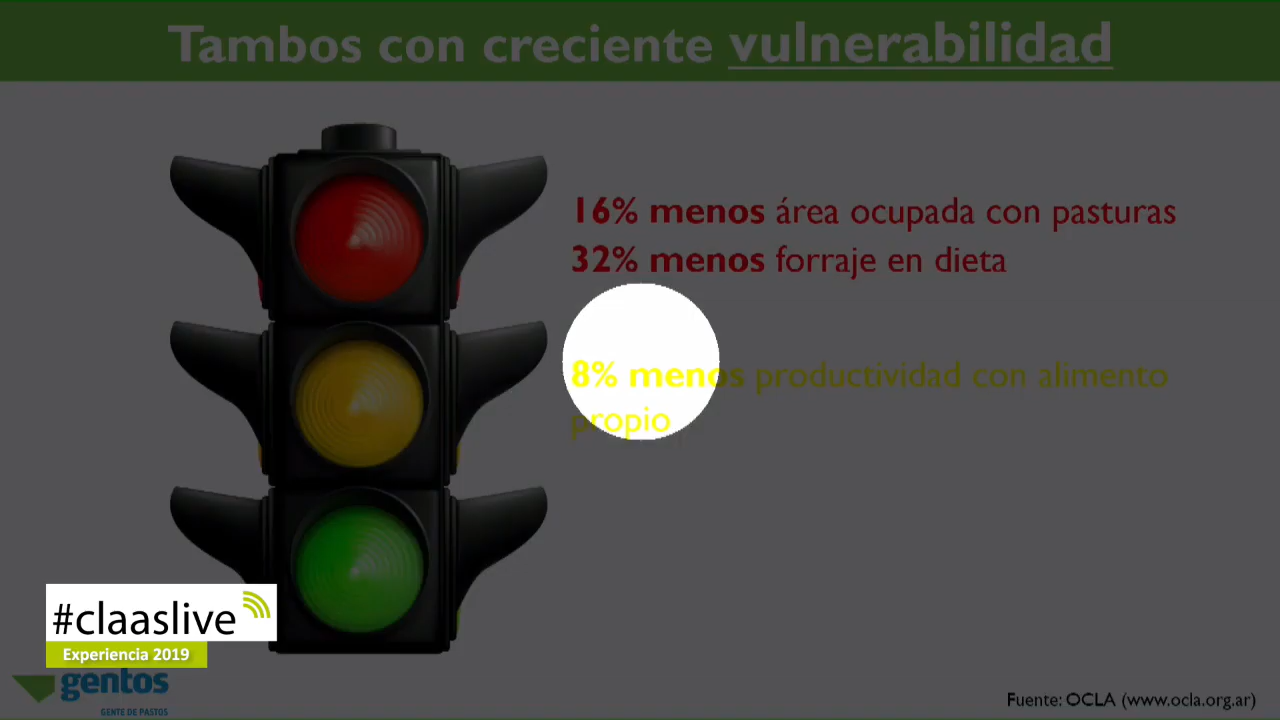 Tambos con creciente vulnerabilidad
16% menos área ocupada con pasturas
32% menos forraje en dieta
8% menos productividad con alimento
propio
#claaslive
Experiencia 2019
gentos
GENTE DE PASTOS
Fuente: OCLA (www.ocla.org.ar)